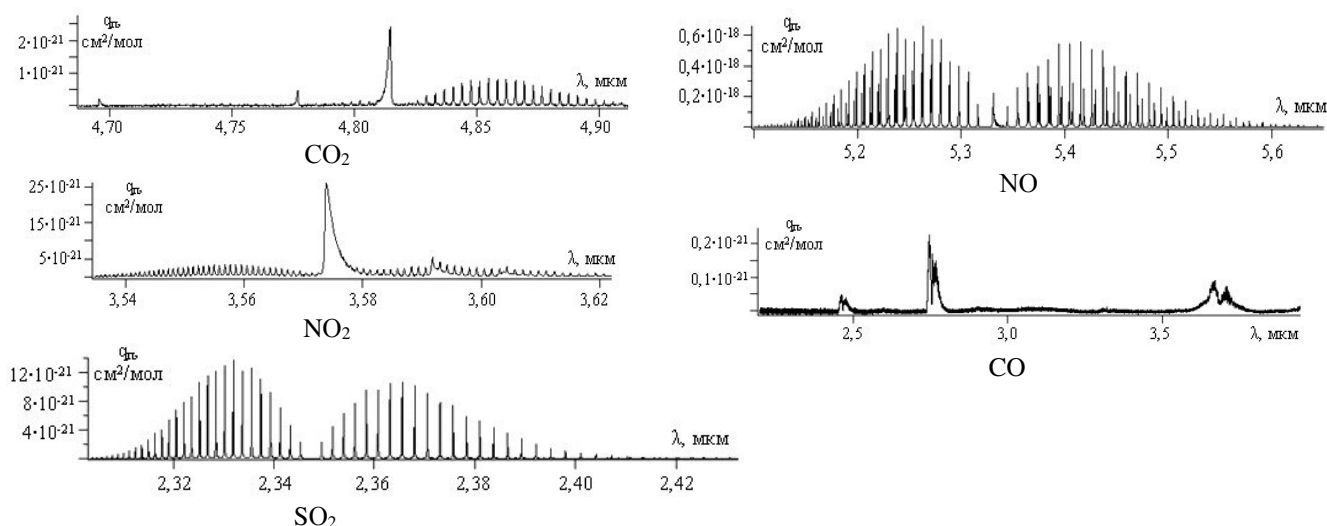 qп,
см²/мол
2·10⁻²¹
1·10⁻²¹
λ, мкм
4,70 4,75 4,80 4,85 4,90
CO₂
qп,
см²/мол
0,6·10⁻¹⁸
0,4·10⁻¹⁸
0,2·10⁻¹⁸
λ, мкм
5,2 5,3 5,4 5,5 5,6
NO
qп,
см²/мол
25·10⁻²¹
15·10⁻²¹
5·10⁻²¹
λ, мкм
3,54 3,56 3,58 3,60 3,62
NO₂
qп,
см²/мол
0,2·10⁻²¹
0,1·10⁻²¹
2,5 3,0 3,5 λ, мкм
CO
qп,
см²/мол
12·10⁻²¹
8·10⁻²¹
4·10⁻²¹
λ, мкм
2,32 2,34 2,36 2,38 2,40 2,42
SO₂